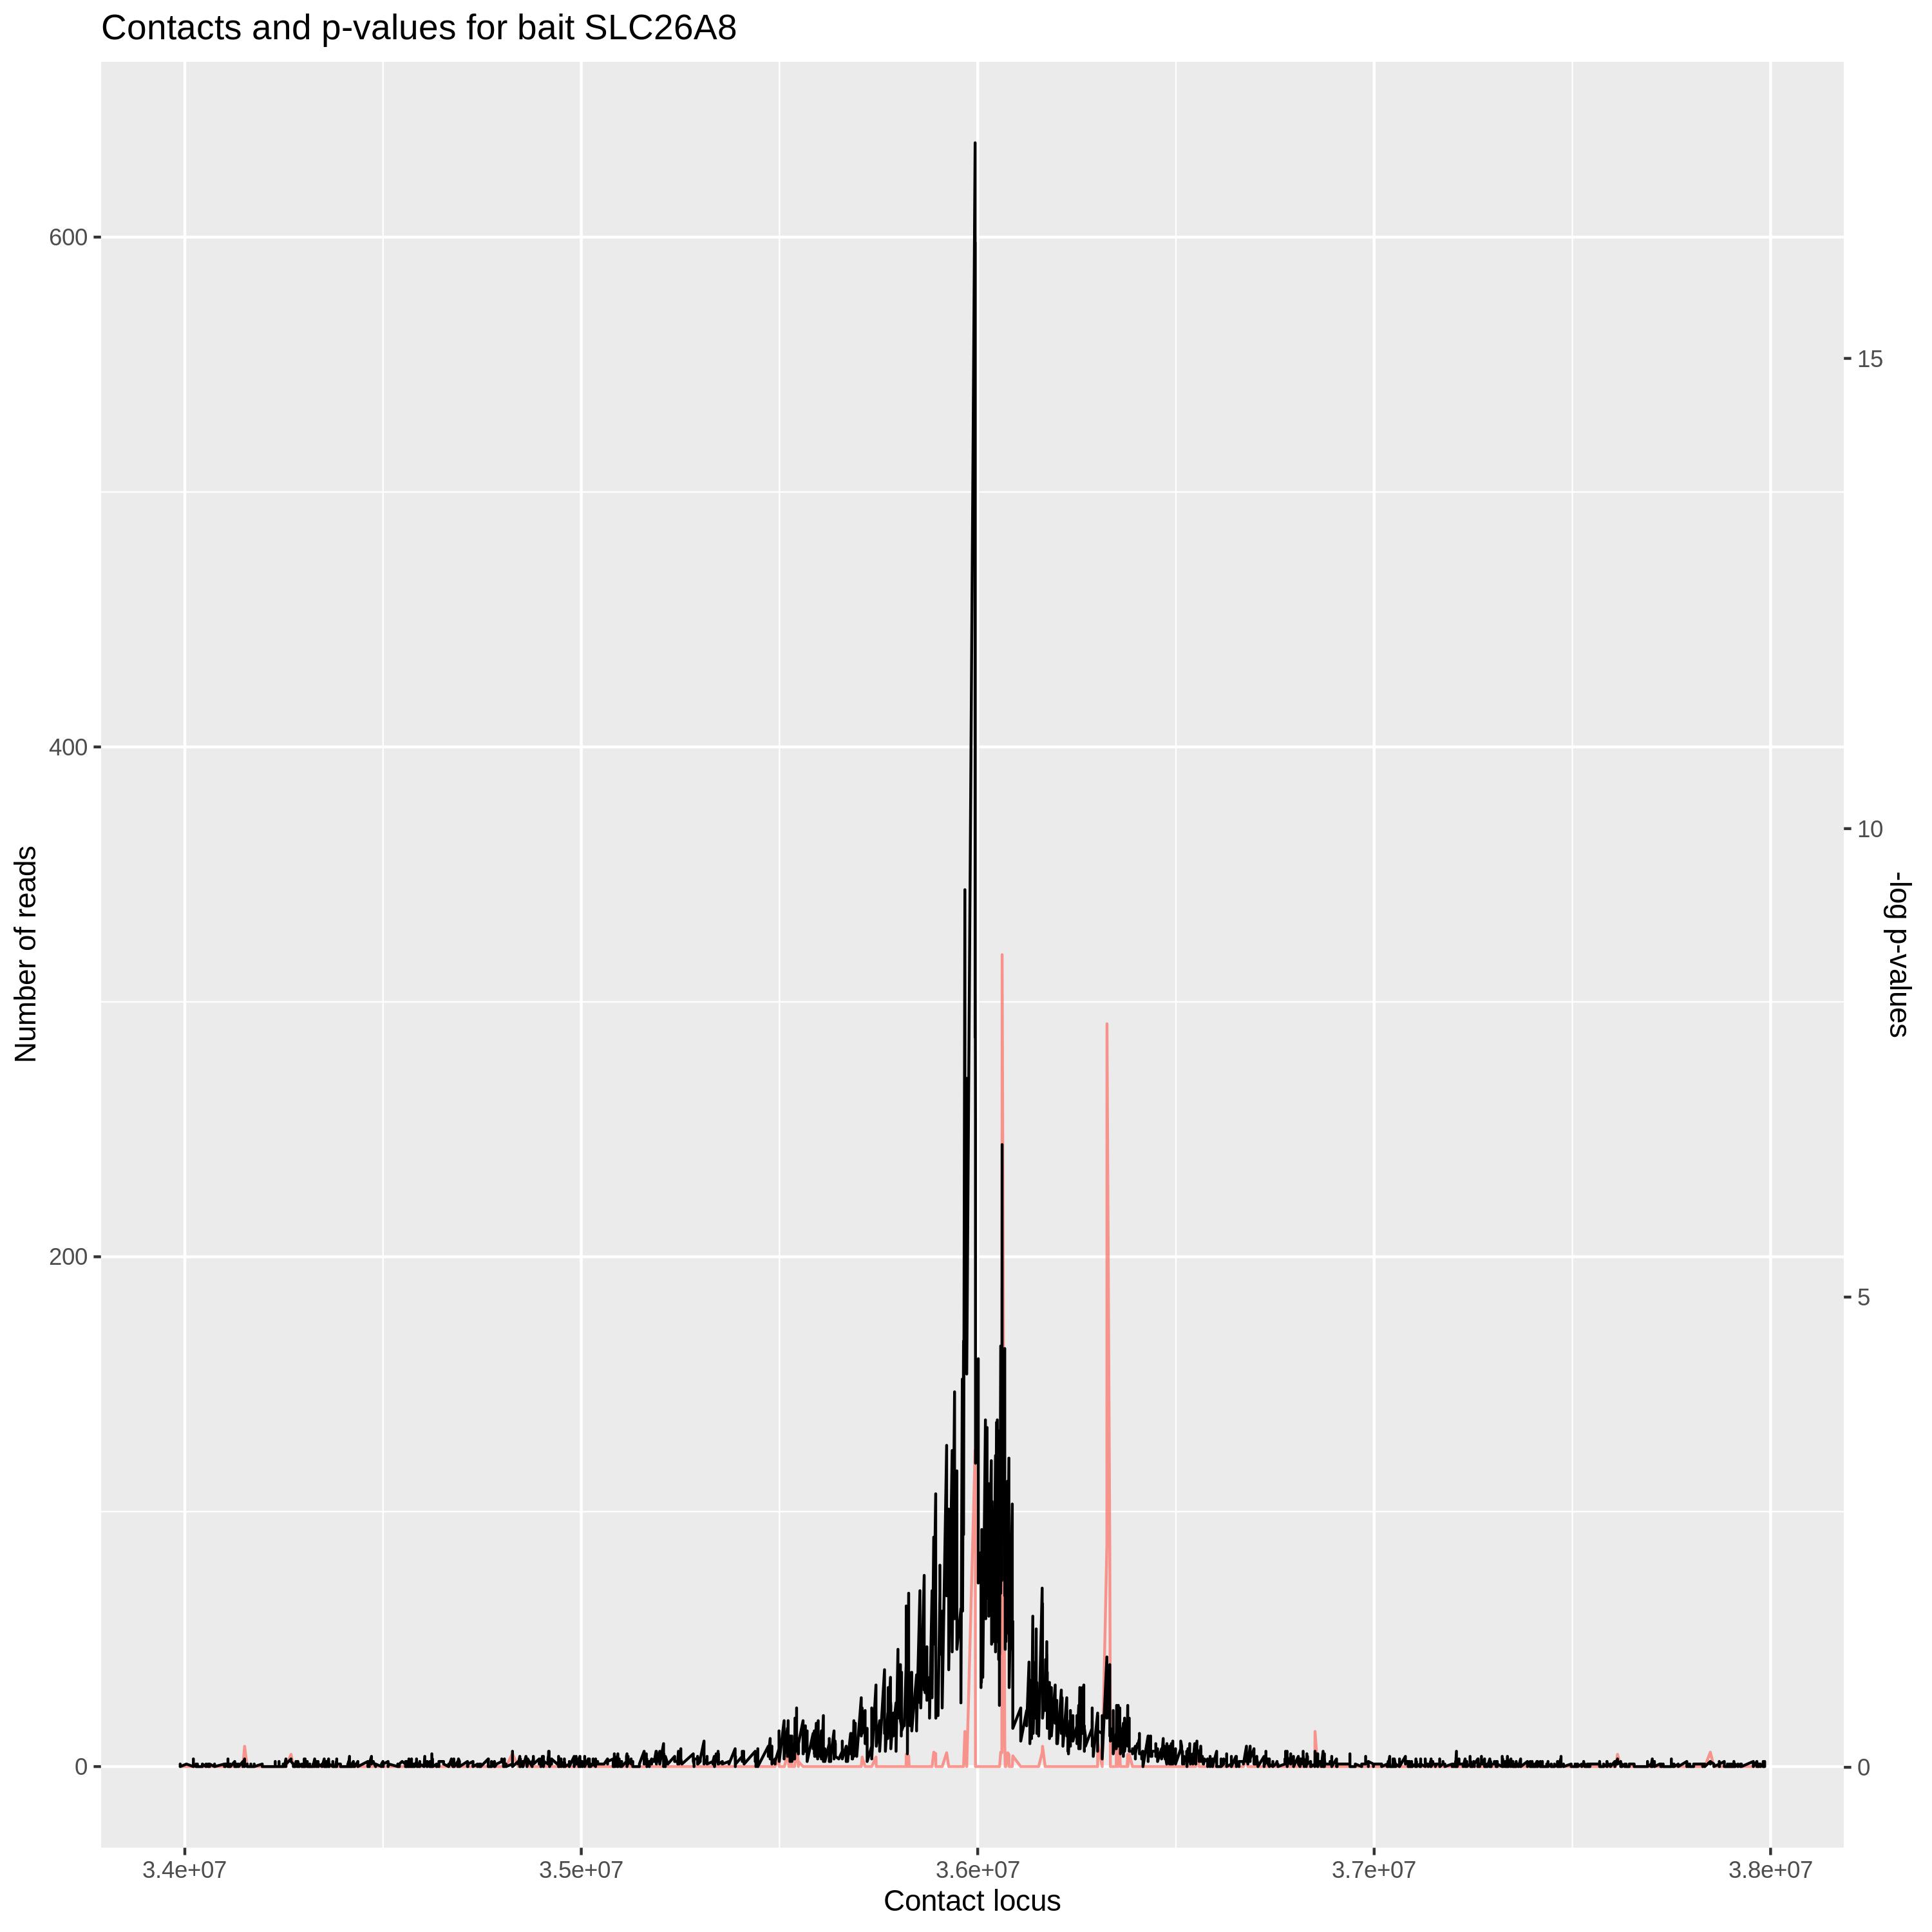 Contacts and p-values for bait SLC26A8
600
400
200
0
Number of reads
15
10
5
0
-log p-values
3.4e+07 3.5e+07 3.6e+07 3.7e+07 3.8e+07
Contact locus